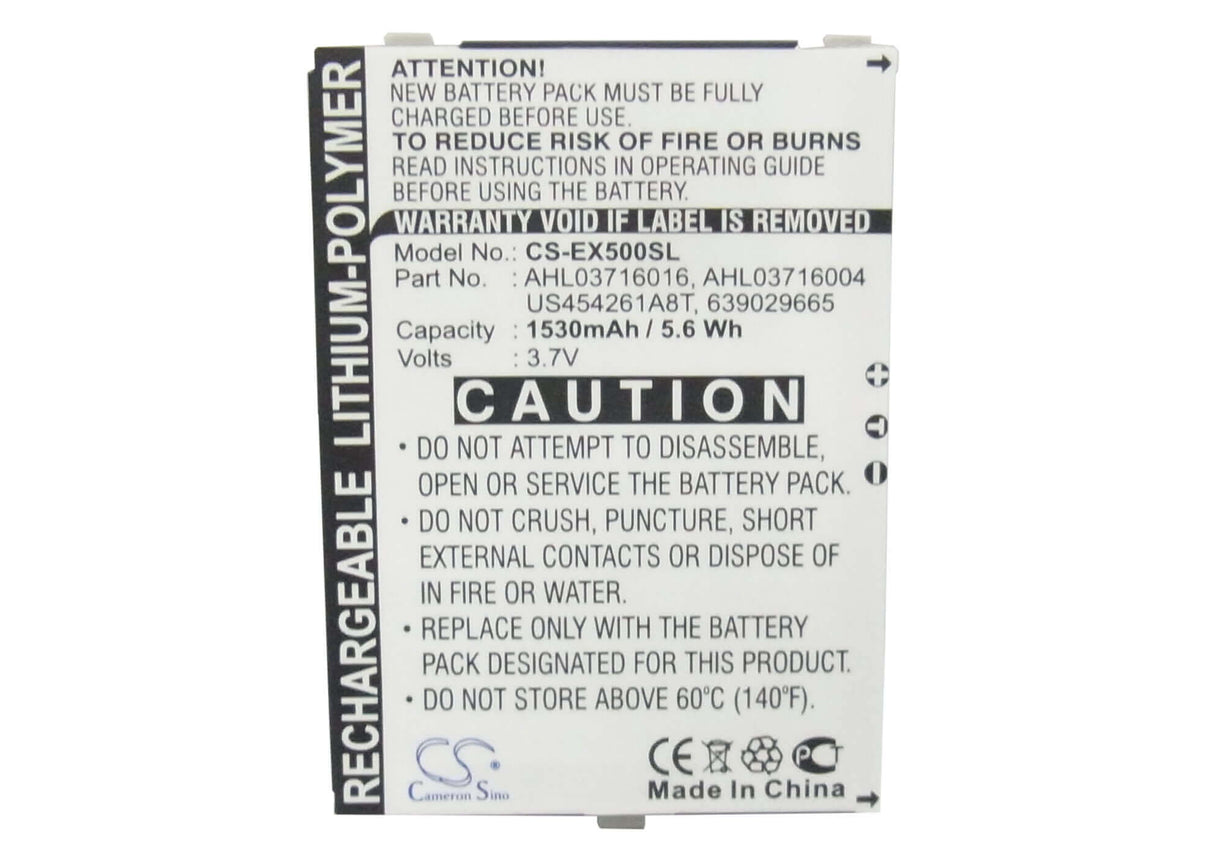 RECHARGEABLE LITHIUM-POLYMER
ATTENTION!
NEW BATTERY PACK MUST BE FULLY
CHARGED BEFORE USE.
TO REDUCE RISK OF FIRE OR BURNS
READ INSTRUCTIONS IN OPERATING GUIDE
BEFORE USING THE BATTERY.
WARRANTY VOID IF LABEL IS REMOVED
Model No.: CS-EX500SL
Part No. : AHL03716016, AHL03716004
US454261A8T, 639029665
Capacity : 1530mAh / 5.6 Wh
Volts : 3.7V
+
T
-
CAUTION
• DO NOT ATTEMPT TO DISASSEMBLE,
OPEN OR SERVICE THE BATTERY PACK.
• DO NOT CRUSH, PUNCTURE, SHORT
EXTERNAL CONTACTS OR DISPOSE OF
IN FIRE OR WATER.
• REPLACE ONLY WITH THE BATTERY
PACK DESIGNATED FOR THIS PRODUCT.
• DO NOT STORE ABOVE 60°C (140°F).
CS®
Cameron Sino
CE PCT
Made In China